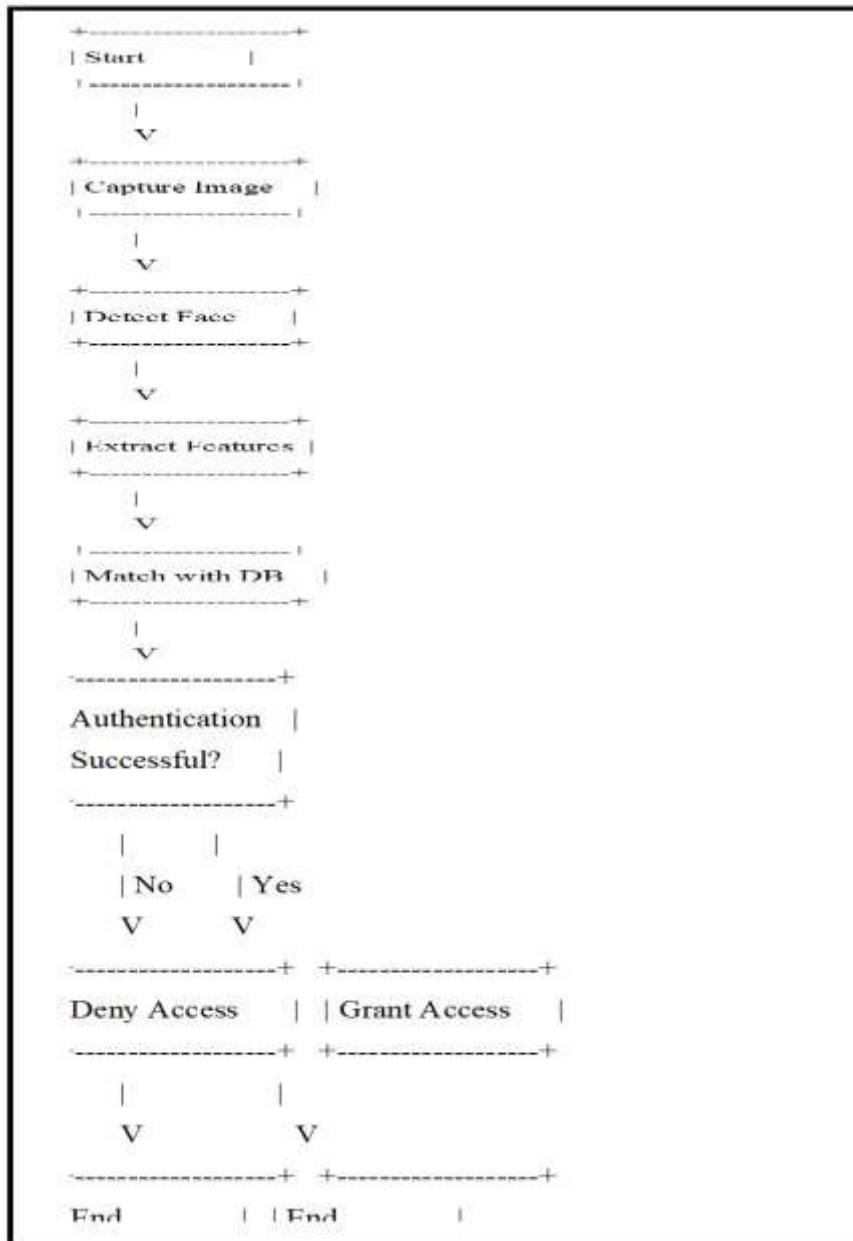 +-------------------+
| Start |
+-------------------+
|
V
+-------------------+
| Capture Image |
+-------------------+
|
V
+-------------------+
| Detect Face |
+-------------------+
|
V
+-------------------+
| Extract Features |
+-------------------+
|
V
+-------------------+
| Match with DB |
+-------------------+
|
V
-------------------+
Authentication |
Successful? |
-------------------+
| |
| No | Yes
V V
-------------------+ +-------------------+
Deny Access | | Grant Access |
-------------------+ +-------------------+
| |
V V
-------------------+ +-------------------+
End | | End |